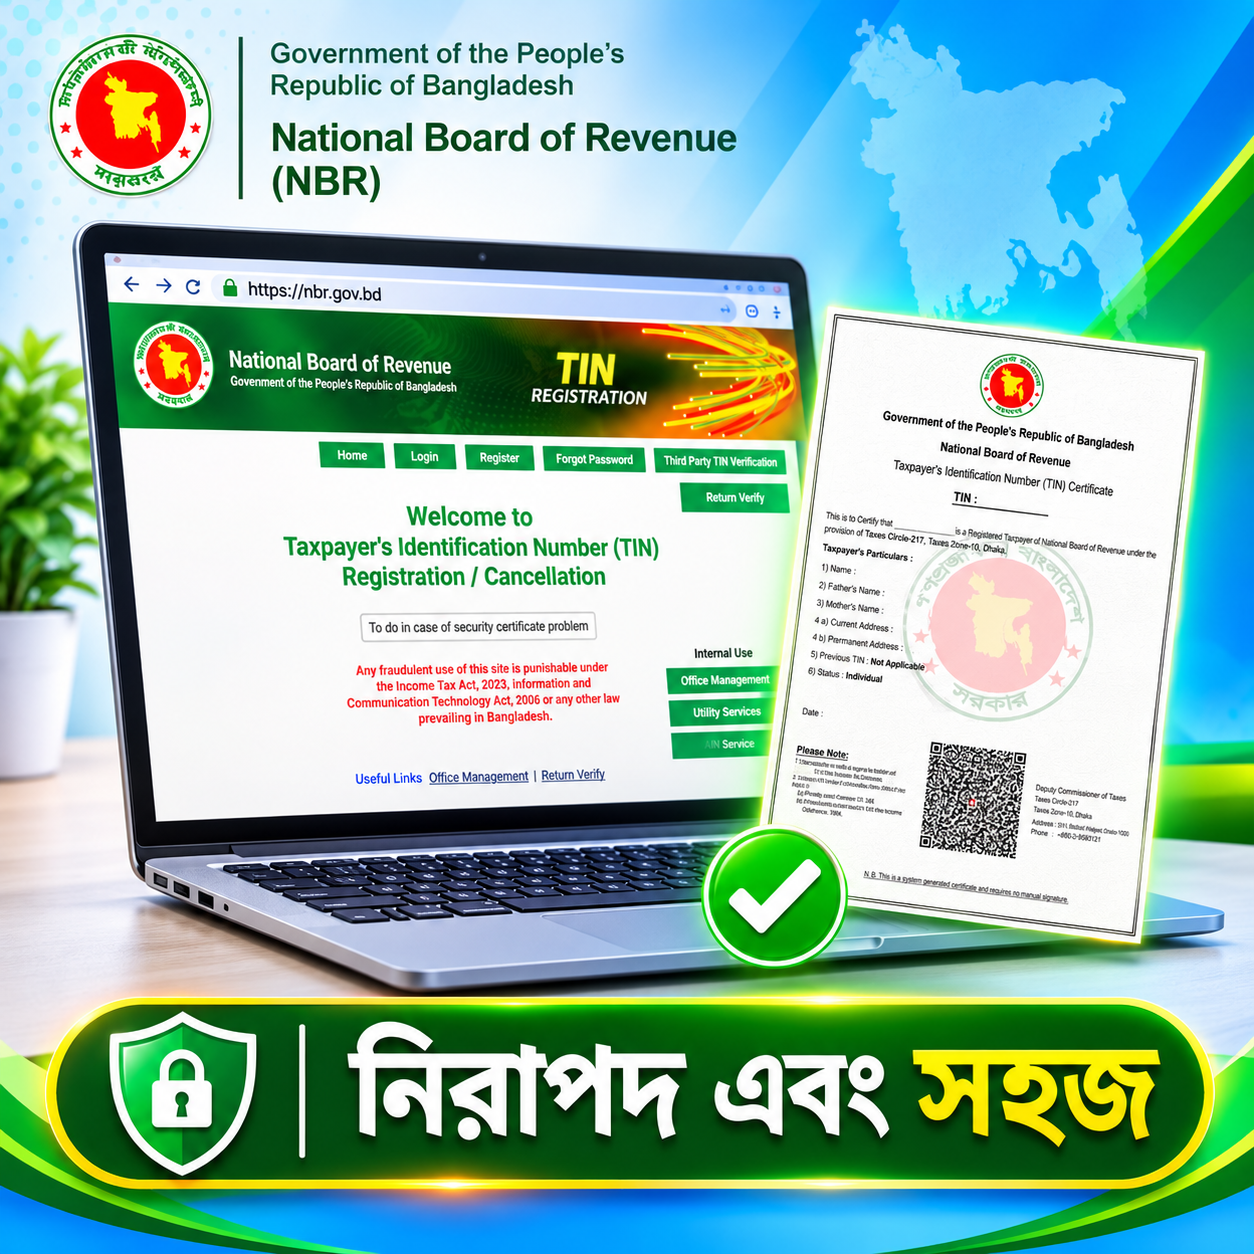 Government of the People's
Republic of Bangladesh
National Board of Revenue
(NBR)
https://nbr.gov.bd
National Board of Revenue
Government of the People's Republic of Bangladesh
TIN
REGISTRATION
Home
Login
Register
Forgot Password
Third Party TIN Verification
Return Verify
Welcome to
Taxpayer's Identification Number (TIN)
Registration / Cancellation
To do in case of security certificate problem
Any fraudulent use of this site is punishable under
the Income Tax Act, 2023, information and
Communication Technology Act, 2006 or any other law
prevailing in Bangladesh.
Internal Use
Office Management
Utility Services
AIN Service
Useful Links Office Management | Return Verify
Government of the People's Republic of Bangladesh
National Board of Revenue
Taxpayer's Identification Number (TIN) Certificate
TIN :
This is to Certify that ____________ is a Registered Taxpayer of National Board of Revenue under the
provision of Taxes Circle-217, Taxes Zone-10, Dhaka.
Taxpayer's Particulars :
1) Name :
2) Father's Name :
3) Mother's Name :
4 a) Current Address :
4 b) Permanent Address :
5) Previous TIN : Not Applicable
6) Status : Individual
গণপ্রজাতন্ত্রী বাংলাদেশ
সরকার
Date :
Please Note:
Deputy Commissioner of Taxes
Taxes Circle-217
Taxes Zone-10, Dhaka
Address :
Phone :
N. B. This is a system generated certificate and requires no manual signature.
নিরাপদ এবং সহজ